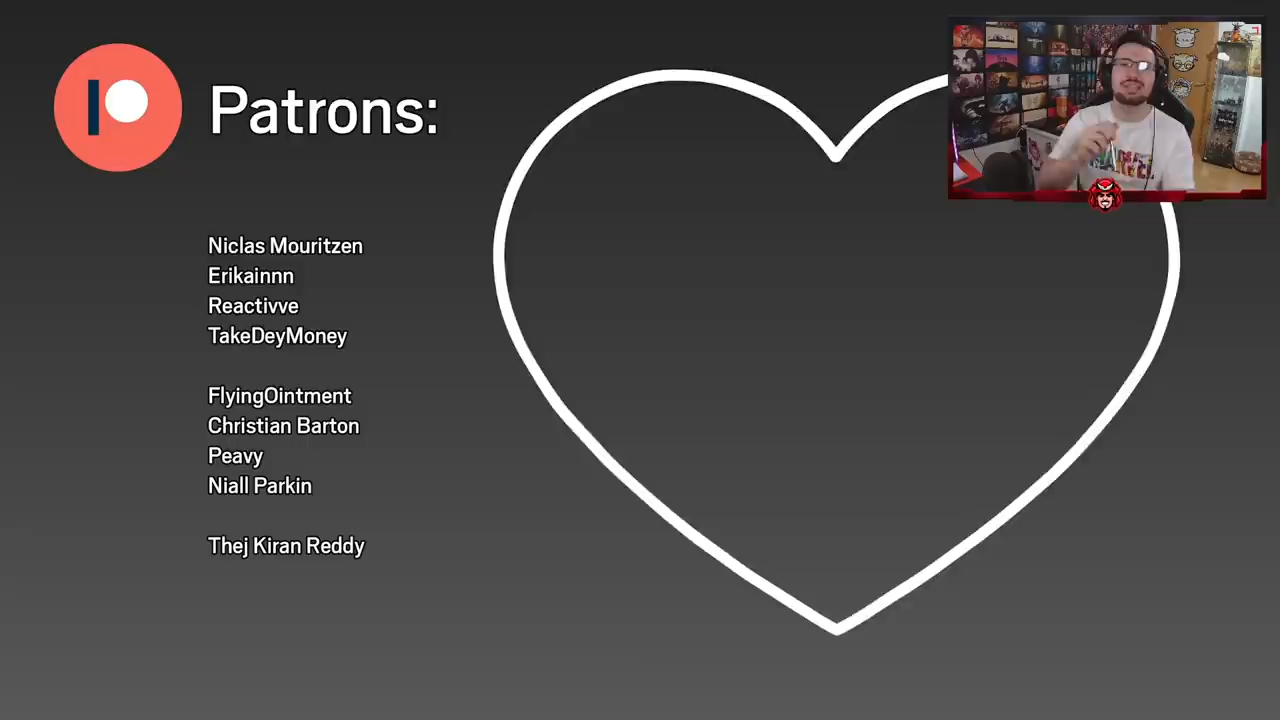 Patrons:
Niclas Mouritzen
Erikainnn
Reactivve
TakeDeyMoney
FlyingOintment
Christian Barton
Peavy
Niall Parkin
Thej Kiran Reddy